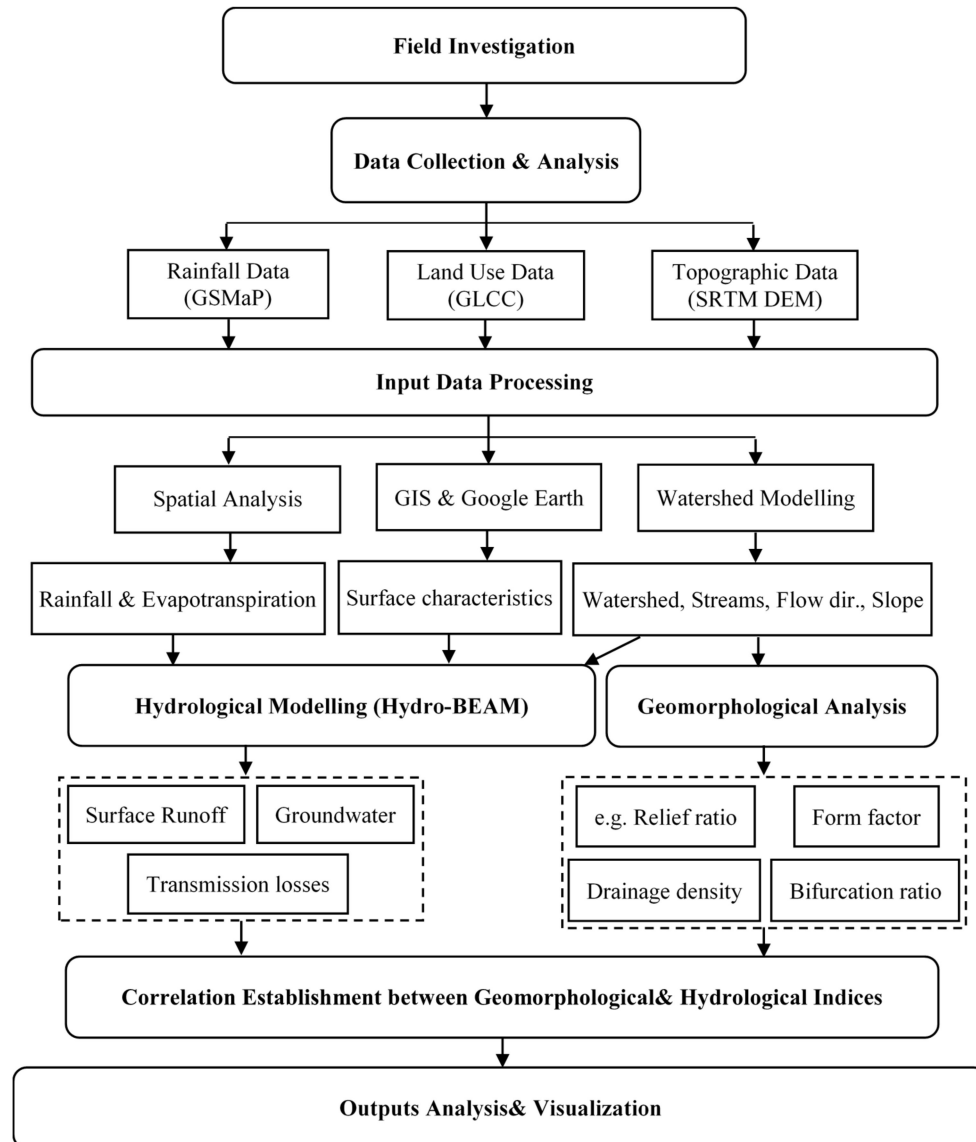 Field Investigation
Data Collection & Analysis
Rainfall Data
(GSMaP)
Land Use Data
(GLCC)
Topographic Data
(SRTM DEM)
Input Data Processing
Spatial Analysis
GIS & Google Earth
Watershed Modelling
Rainfall & Evapotranspiration
Surface characteristics
Watershed, Streams, Flow dir., Slope
Hydrological Modelling (Hydro-BEAM)
Geomorphological Analysis
Surface Runoff
Groundwater
Transmission losses
e.g. Relief ratio
Form factor
Drainage density
Bifurcation ratio
Correlation Establishment between Geomorphological& Hydrological Indices
Outputs Analysis& Visualization